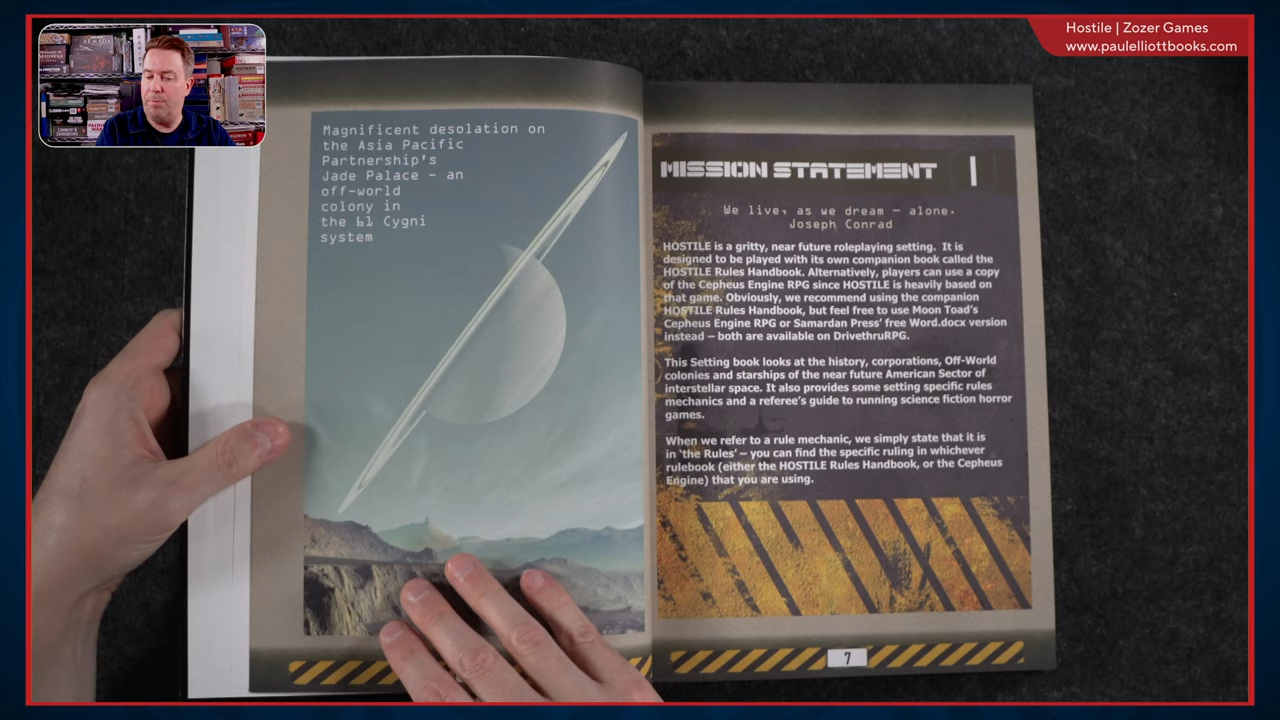 Hostile | Zozer Games
www.paulelliottbooks.com
Magnificent desolation on
the Asia Pacific
Partnership's
Jade Palace - an
off-world
colony in
the 61 Cygni
system
MISSION STATEMENT 1
We live, as we dream — alone.
Joseph Conrad
HOSTILE is a gritty, near future roleplaying setting. It is
designed to be played with its own companion book called the
HOSTILE Rules Handbook. Alternatively, players can use a copy
of the Cepheus Engine RPG since HOSTILE is heavily based on
that game. Obviously, we recommend using the companion
HOSTILE Rules Handbook, but feel free to use Moon Toad's
Cepheus Engine RPG or Samardan Press' free Word.docx version
instead – both are available on DrivethruRPG.
This Setting book looks at the history, corporations, Off-World
colonies and starships of the near future American Sector of
interstellar space. It also provides some setting specific rules
mechanics and a referee's guide to running science fiction horror
games.
When we refer to a rule mechanic, we simply state that it is
in 'the Rules' – you can find the specific ruling in whichever
rulebook (either the HOSTILE Rules Handbook, or the Cepheus
Engine) that you are using.
7